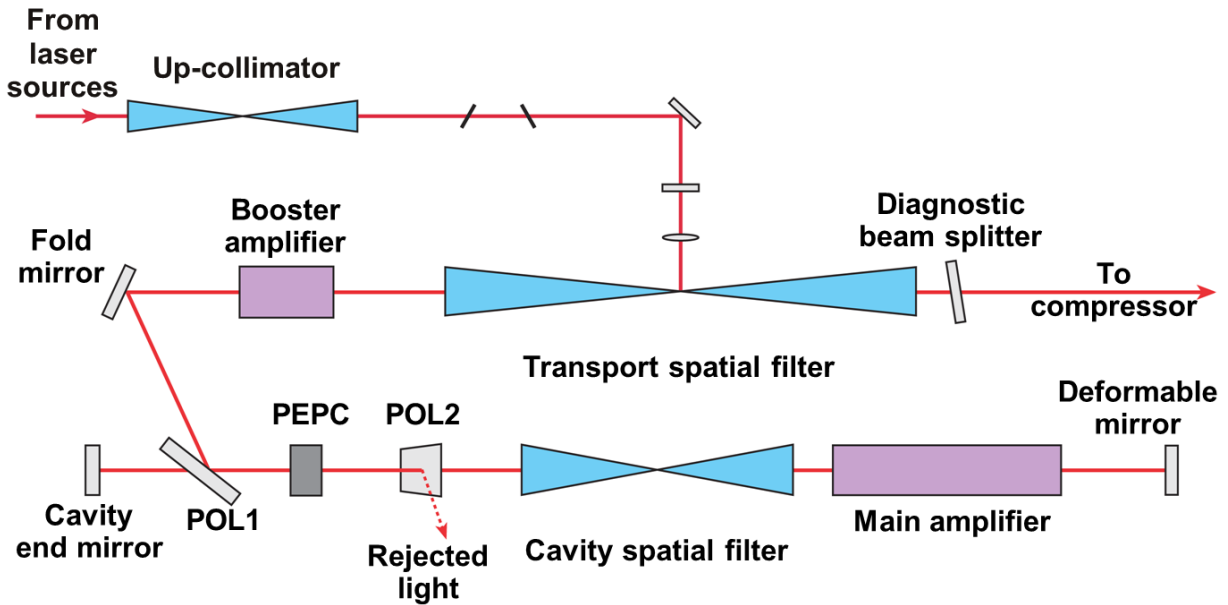 From
laser
sources
Up-collimator
Booster
amplifier
Diagnostic
beam splitter
Fold
mirror
To
compressor
Transport spatial filter
Deformable
mirror
PEPC
POL2
POL1
Cavity
end mirror
Main amplifier
Cavity spatial filter
Rejected
light